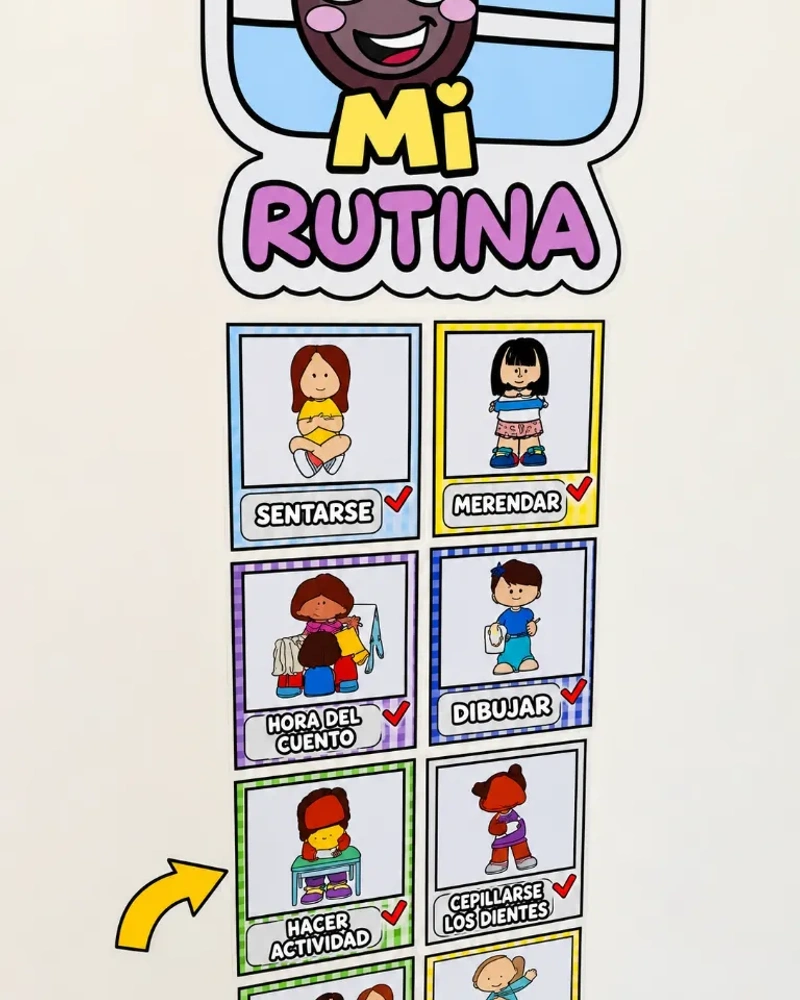 Mi
RUTINA
SENTARSE
MERENDAR
HORA DEL
CUENTO
DIBUJAR
HACER
ACTIVIDAD
CEPILLARSE
LOS DIENTES